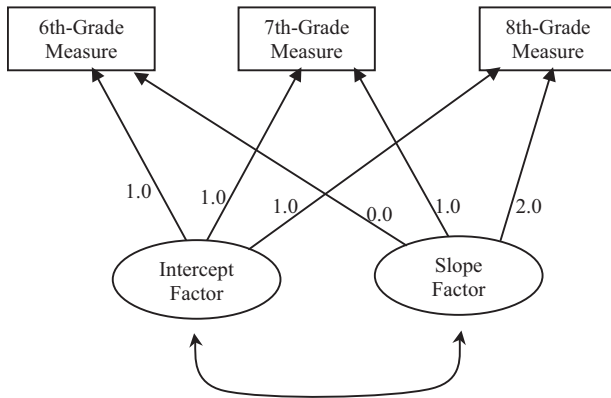 6th-Grade
Measure
7th-Grade
Measure
8th-Grade
Measure
1.0
1.0
1.0
0.0
1.0
2.0
Intercept
Factor
Slope
Factor